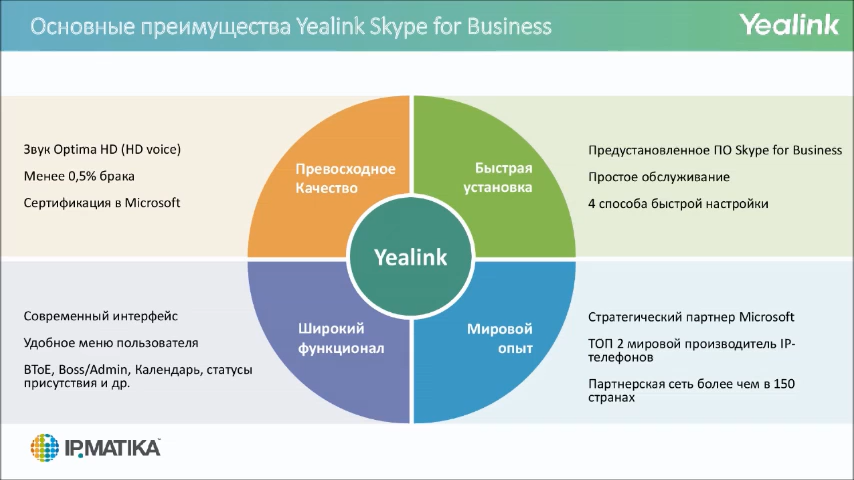 Основные преимущества Yealink Skype for Business
Yealink
Звук Optima HD (HD voice)
Менее 0,5% брака
Сертификация в Microsoft
Превосходное
Качество
Быстрая
установка
Предустановленное ПО Skype for Business
Простое обслуживание
4 способа быстрой настройки
Yealink
Современный интерфейс
Удобное меню пользователя
BToE, Boss/Admin, Календарь, статусы
присутствия и др.
Широкий
функционал
Мировой
опыт
Стратегический партнер Microsoft
ТОП 2 мировой производитель IP-
телефонов
Партнерская сеть более чем в 150
странах
IPMATIKA